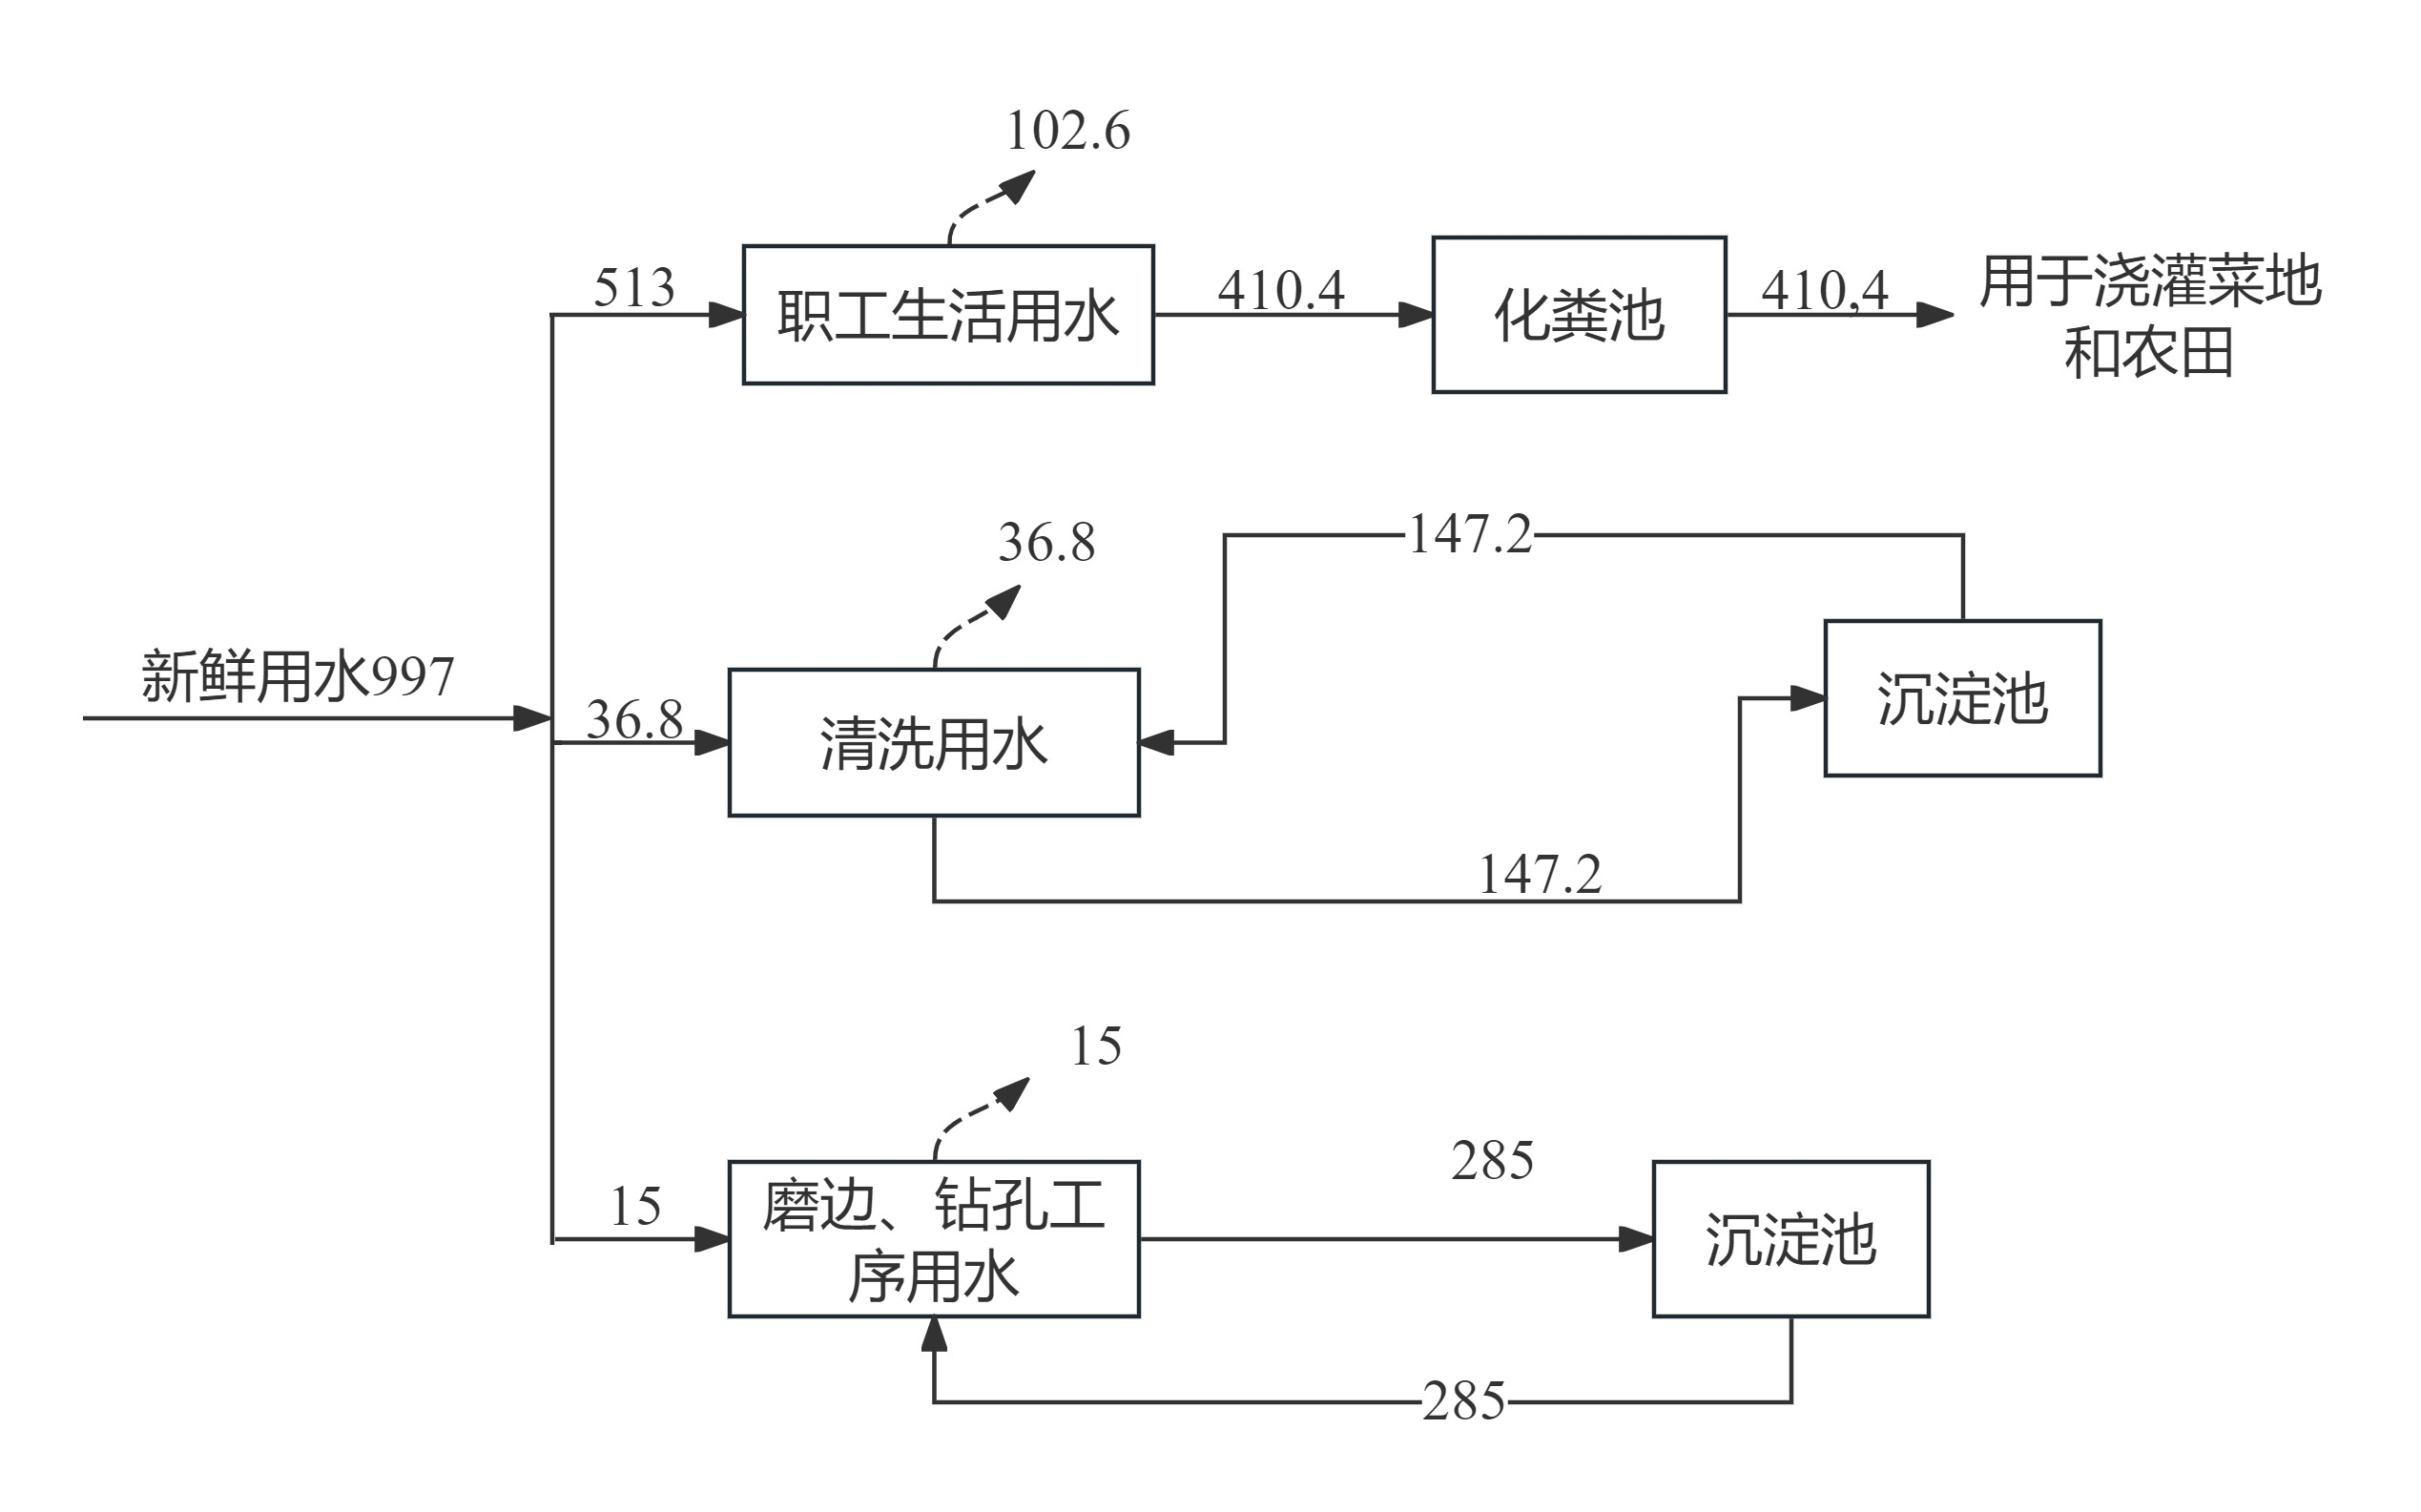 102.6
513
职工生活用水
410.4
化粪池
410,4
用于浇灌菜地
和农田
147.2
36.8
新鲜用水997
36.8
清洗用水
沉淀池
147.2
15
285
15
磨边、钻孔工
序用水
沉淀池
285